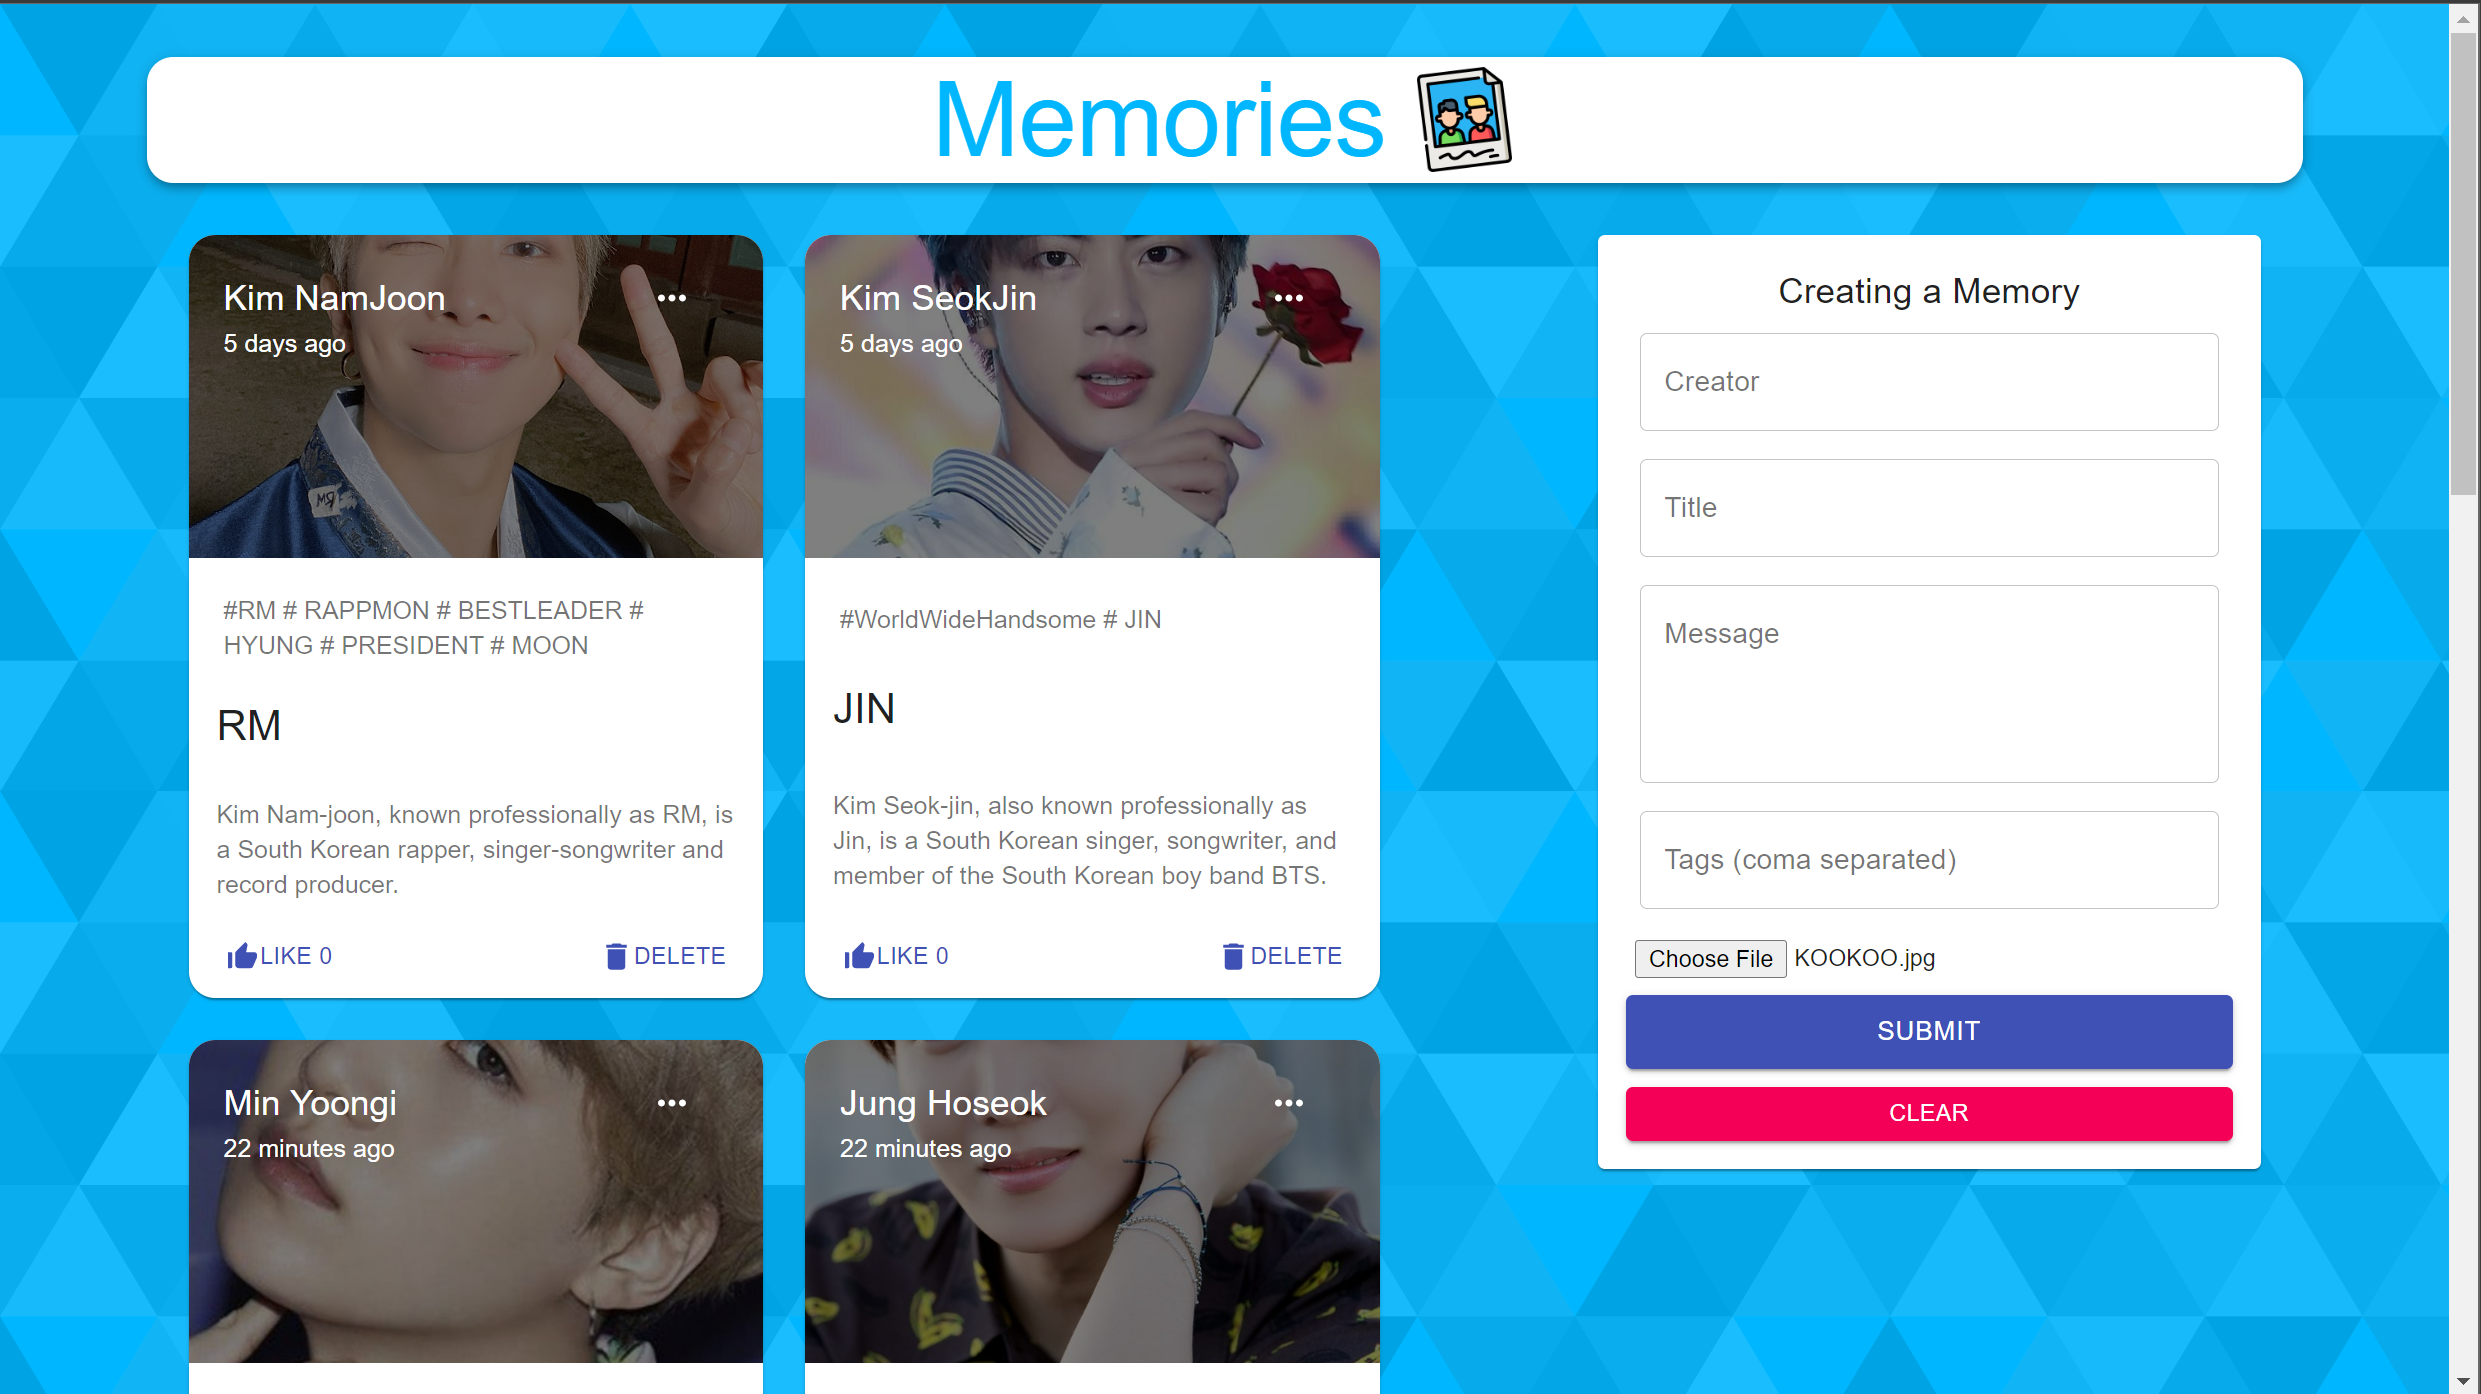 Memories
Kim NamJoon
5 days ago
#RM # RAPPMON # BESTLEADER #
HYUNG # PRESIDENT # MOON
RM
Kim Nam-joon, known professionally as RM, is
a South Korean rapper, singer-songwriter and
record producer.
LIKE 0
DELETE
Kim SeokJin
5 days ago
#WorldWideHandsome # JIN
JIN
Kim Seok-jin, also known professionally as
Jin, is a South Korean singer, songwriter, and
member of the South Korean boy band BTS.
LIKE 0
DELETE
Min Yoongi
22 minutes ago
Jung Hoseok
22 minutes ago
Creating a Memory
Creator
Title
Message
Tags (coma separated)
Choose File KOOKOO.jpg
SUBMIT
CLEAR